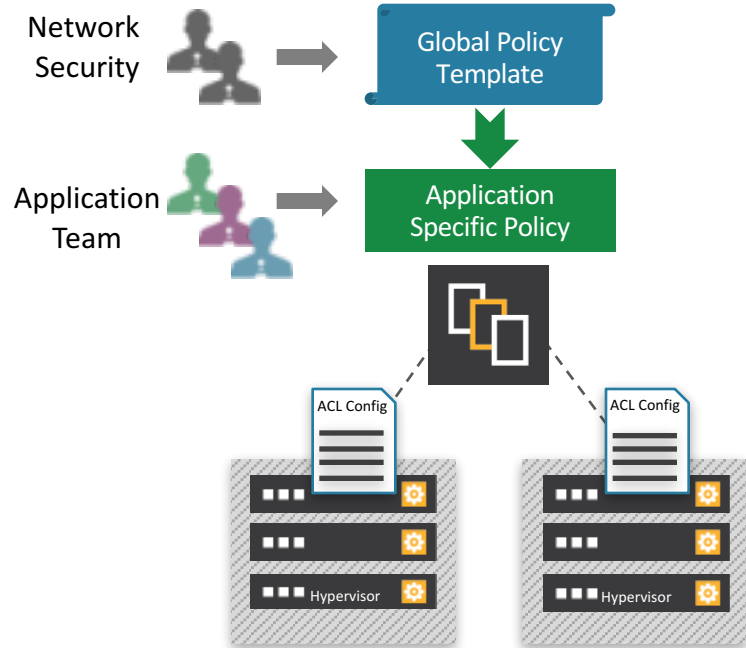 Network
Security
Global Policy
Template
Application
Team
Application
Specific Policy
ACL Config
ACL Config
Hypervisor
Hypervisor